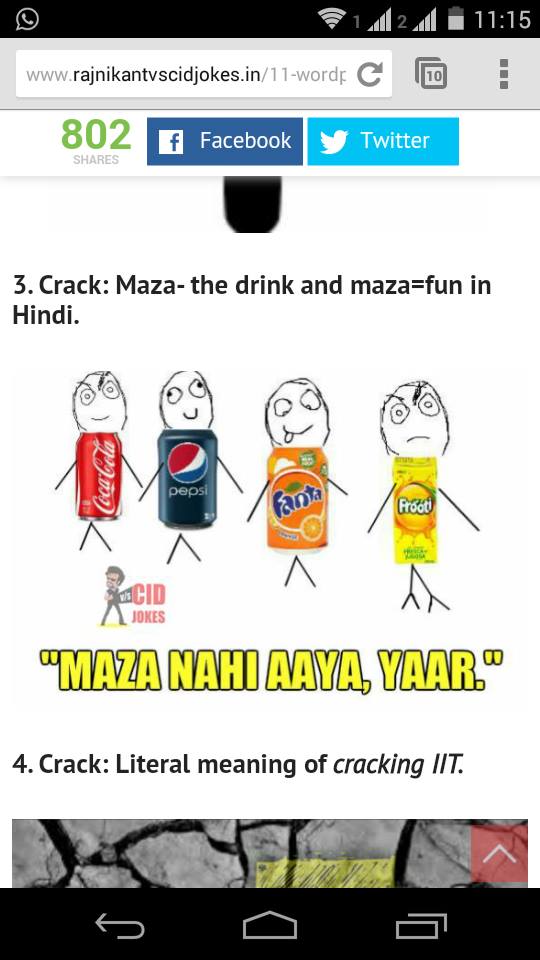 1 2 11:15
www.rajnikantvscidjokes.in/11-wordp
10
802
SHARES
Facebook
Twitter
3. Crack: Maza- the drink and maza=fun in
Hindi.
Coca-Cola
pepsi
Fanta
Frooti
V/S CID
JOKES
"MAZA NAHI AAYA, YAAR."
4. Crack: Literal meaning of cracking IIT.